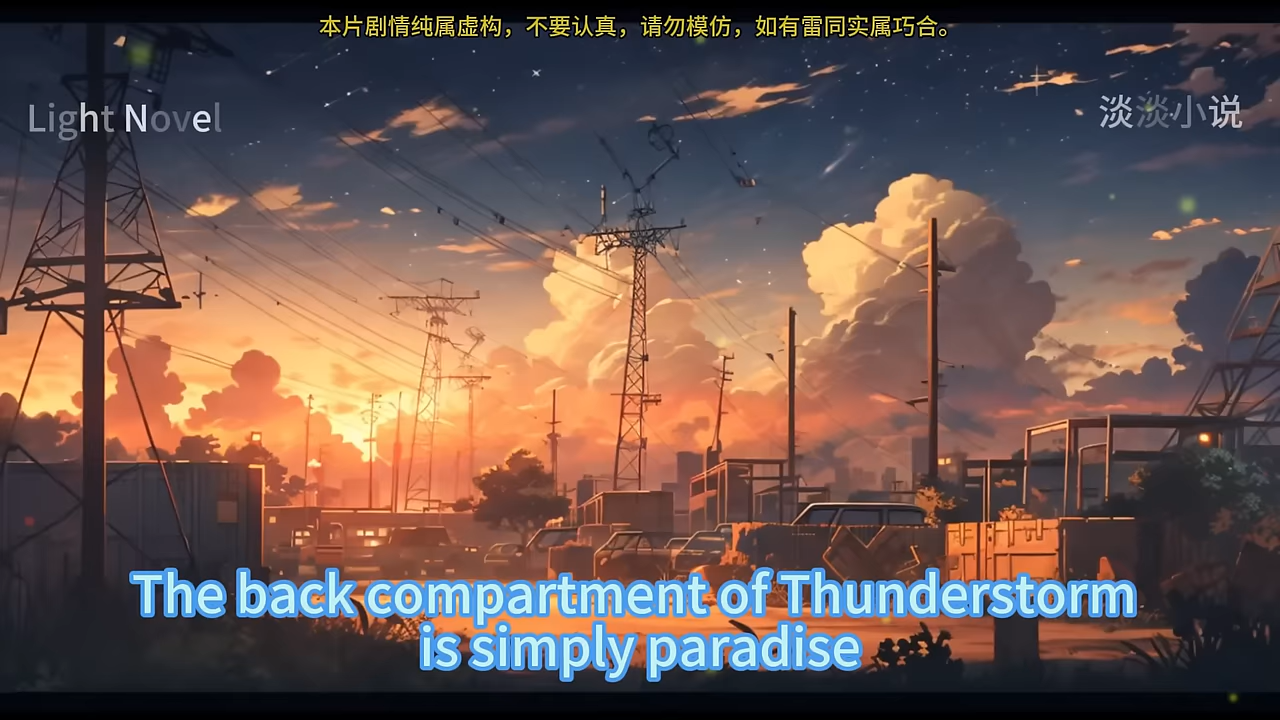 本片剧情纯属虚构，不要认真，请勿模仿，如有雷同实属巧合。
Light Novel
淡淡小说
The back compartment of Thunderstorm
is simply paradise